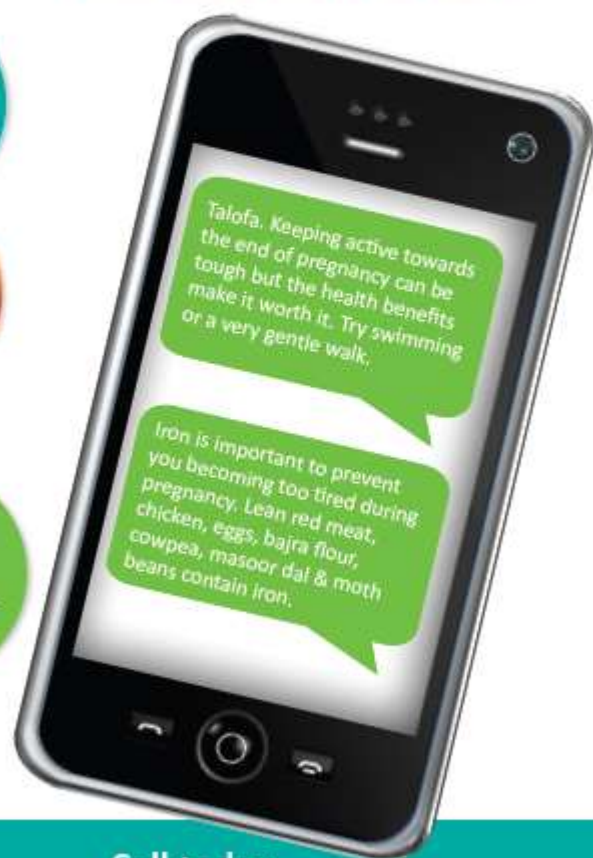 Talofa. Keeping active towards
the end of pregnancy can be
tough but the health benefits
make it worth it. Try swimming
or a very gentle walk.
Iron is important to prevent
you becoming too tired during
pregnancy. Lean red meat,
chicken, eggs, bajra flour,
cowpea, masoor dal & moth
beans contain iron.